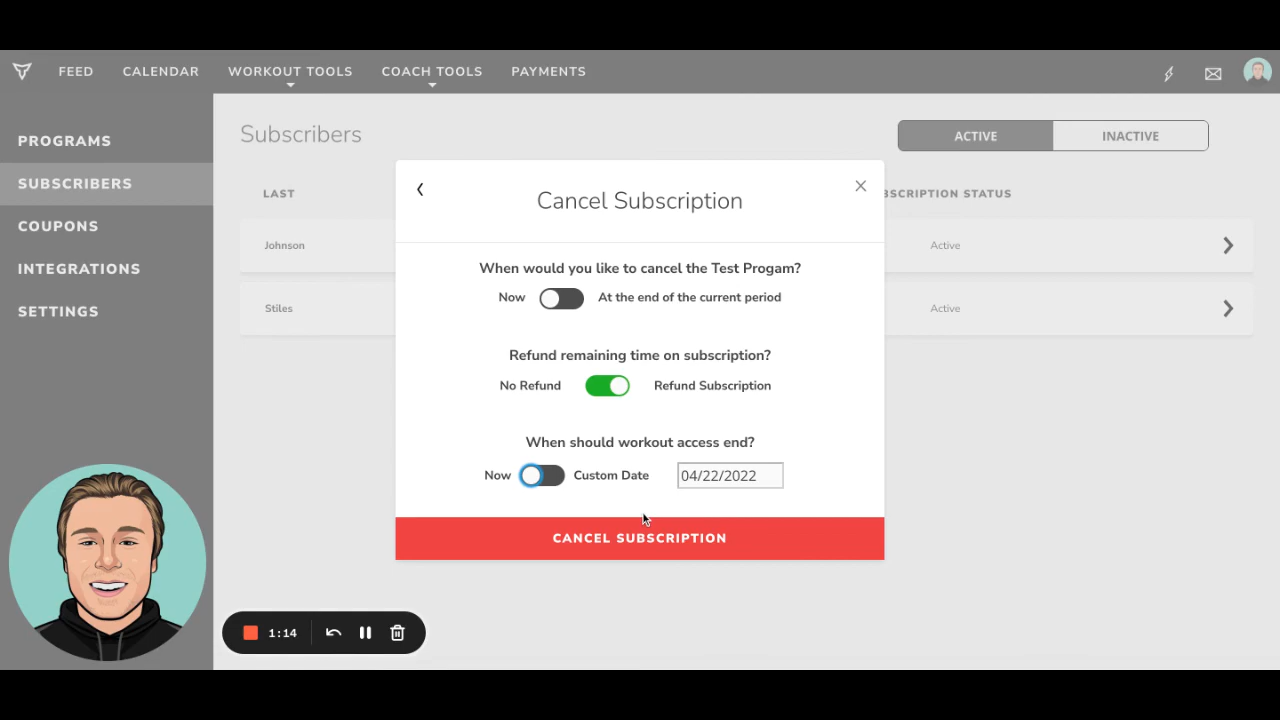 FEED CALENDAR WORKOUT TOOLS COACH TOOLS PAYMENTS
PROGRAMS
SUBSCRIBERS
COUPONS
INTEGRATIONS
SETTINGS
Subscribers
ACTIVE INACTIVE
LAST
BSCRIPTION STATUS
Johnson
Active
Stiles
Active
Cancel Subscription
When would you like to cancel the Test Progam?
Now At the end of the current period
Refund remaining time on subscription?
No Refund Refund Subscription
When should workout access end?
Now Custom Date 04/22/2022
CANCEL SUBSCRIPTION
1:14